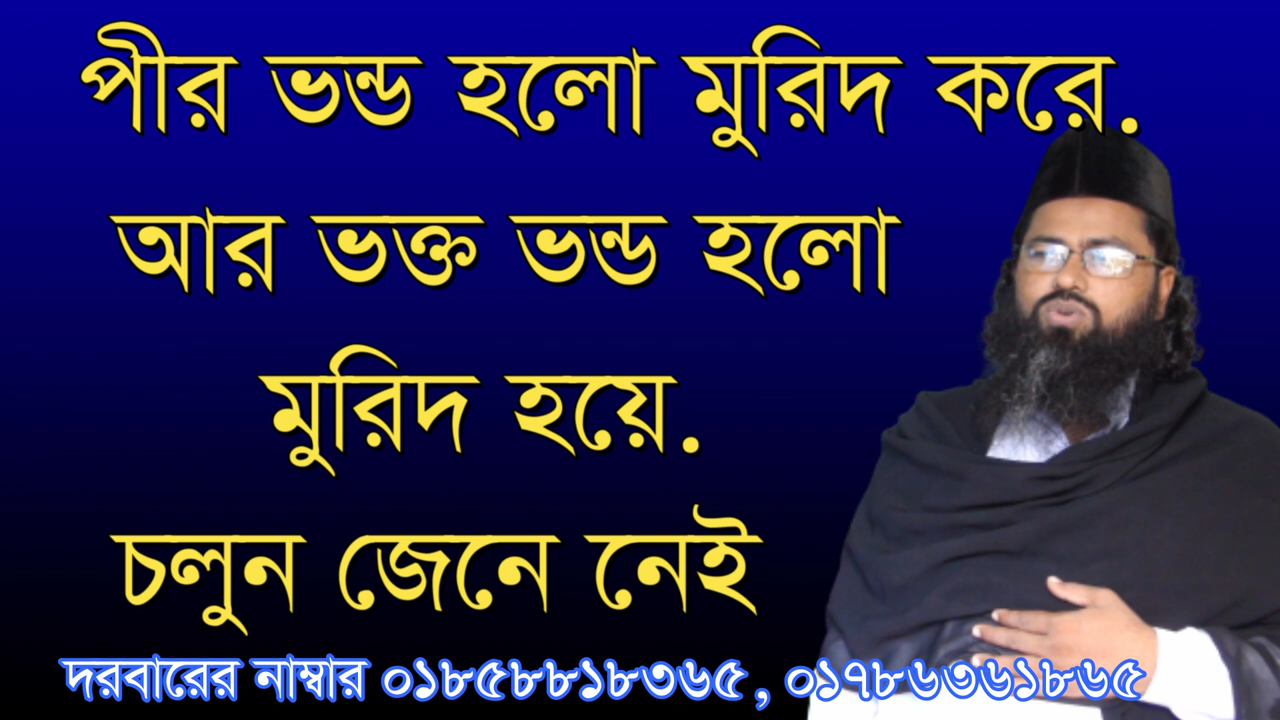 পীর ভন্ড হলো মুরিদ করে.
আর ভক্ত ভন্ড হলো
মুরিদ হয়ে.
চলুন জেনে নেই
দরবারের নাম্বার ০১৮৫৮৮১৮৩৬৫, ০১৭৮৬৩৬১৮৬৫